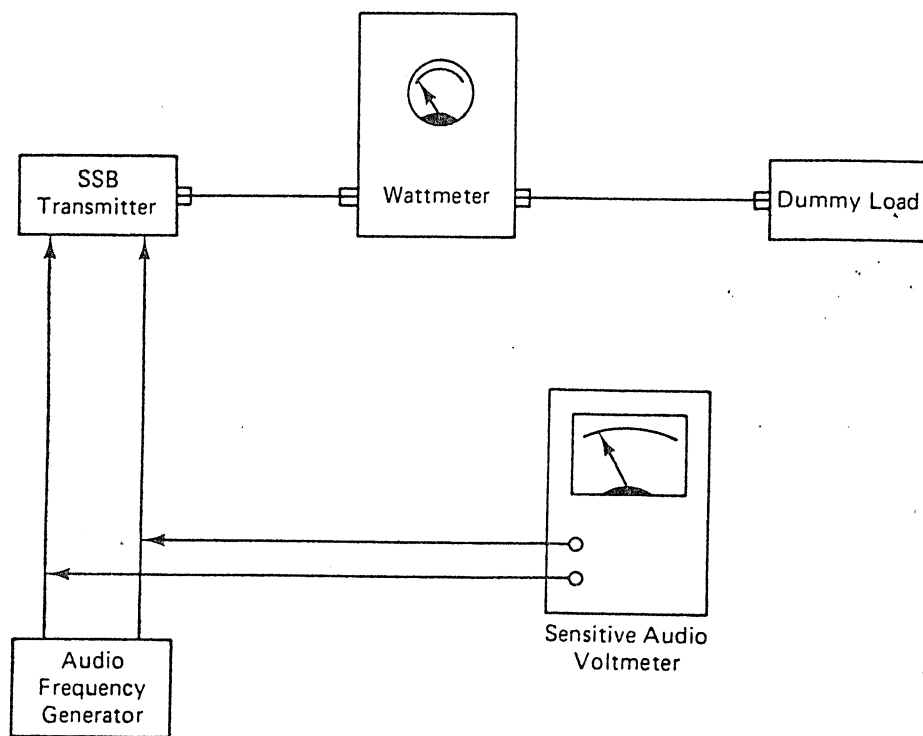 SSB
Transmitter
Wattmeter
Dummy Load
Sensitive Audio
Voltmeter
Audio
Frequency
Generator